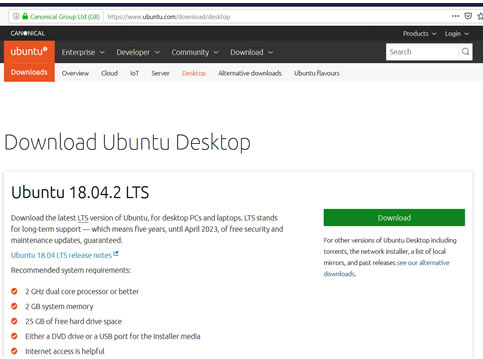 Canonical Group Ltd (GB) https://www.ubuntu.com/download/desktop
CANONICAL Products Login
ubuntu Enterprise Developer Community Download Search
Downloads Overview Cloud IoT Server Desktop Alternative downloads Ubuntu flavours
Download Ubuntu Desktop
Ubuntu 18.04.2 LTS
Download the latest LTS version of Ubuntu, for desktop PCs and laptops. LTS stands
for long-term support — which means five years, until April 2023, of free security and
maintenance updates, guaranteed.
Ubuntu 18.04 LTS release notes
Recommended system requirements:
2 GHz dual core processor or better
2 GB system memory
25 GB of free hard drive space
Either a DVD drive or a USB port for the installer media
Internet access is helpful
Download
For other versions of Ubuntu Desktop including
torrents, the network installer, a list of local
mirrors, and past releases see our alternative
downloads.